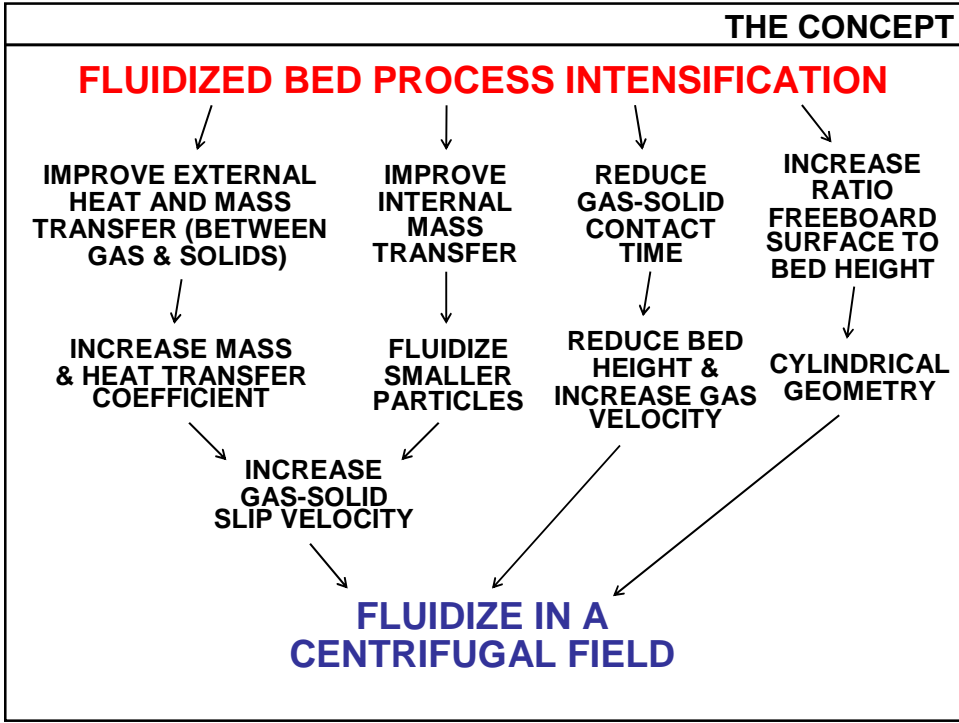 THE CONCEPT
FLUIDIZED BED PROCESS INTENSIFICATION
IMPROVE EXTERNAL
HEAT AND MASS
TRANSFER (BETWEEN
GAS & SOLIDS)
IMPROVE
INTERNAL
MASS
TRANSFER
REDUCE
GAS-SOLID
CONTACT
TIME
INCREASE
RATIO
FREEBOARD
SURFACE TO
BED HEIGHT
INCREASE MASS
& HEAT TRANSFER
COEFFICIENT
FLUIDIZE
SMALLER
PARTICLES
REDUCE BED
HEIGHT &
INCREASE GAS
VELOCITY
CYLINDRICAL
GEOMETRY
INCREASE
GAS-SOLID
SLIP VELOCITY
FLUIDIZE IN A
CENTRIFUGAL FIELD